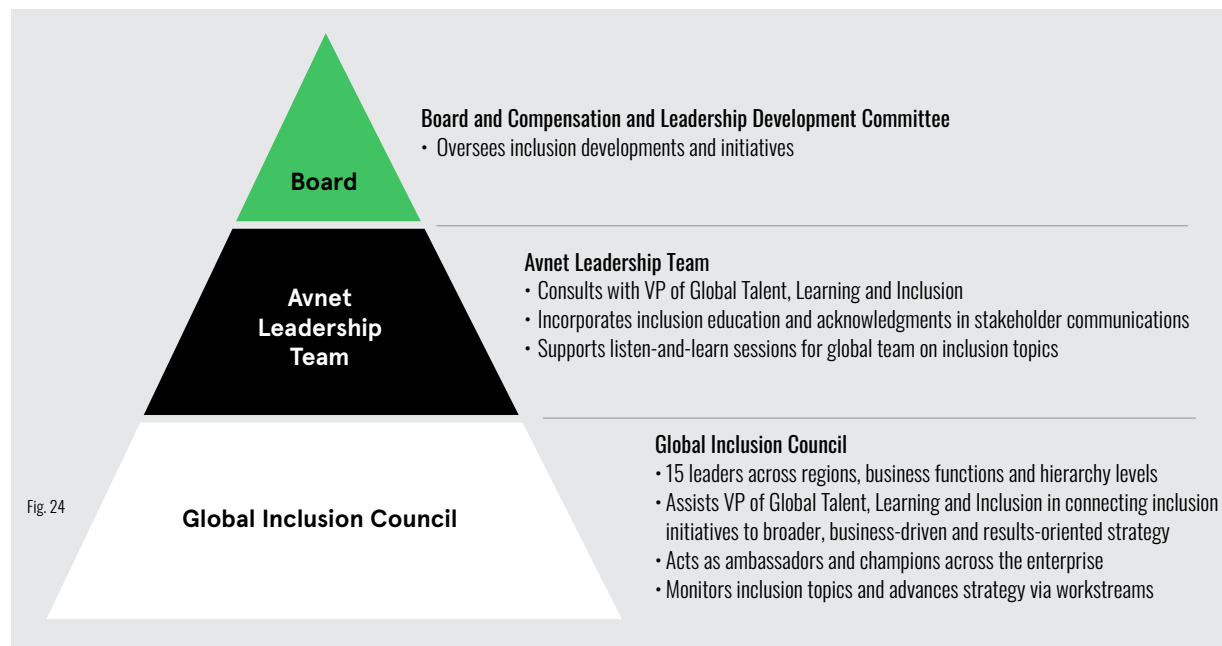 Board and Compensation and Leadership Development Committee
• Oversees inclusion developments and initiatives
Board
Avnet Leadership Team
• Consults with VP of Global Talent, Learning and Inclusion
• Incorporates inclusion education and acknowledgments in stakeholder communications
• Supports listen-and-learn sessions for global team on inclusion topics
Avnet
Leadership
Team
Global Inclusion Council
• 15 leaders across regions, business functions and hierarchy levels
• Assists VP of Global Talent, Learning and Inclusion in connecting inclusion
initiatives to broader, business-driven and results-oriented strategy
• Acts as ambassadors and champions across the enterprise
• Monitors inclusion topics and advances strategy via workstreams
Fig. 24
Global Inclusion Council